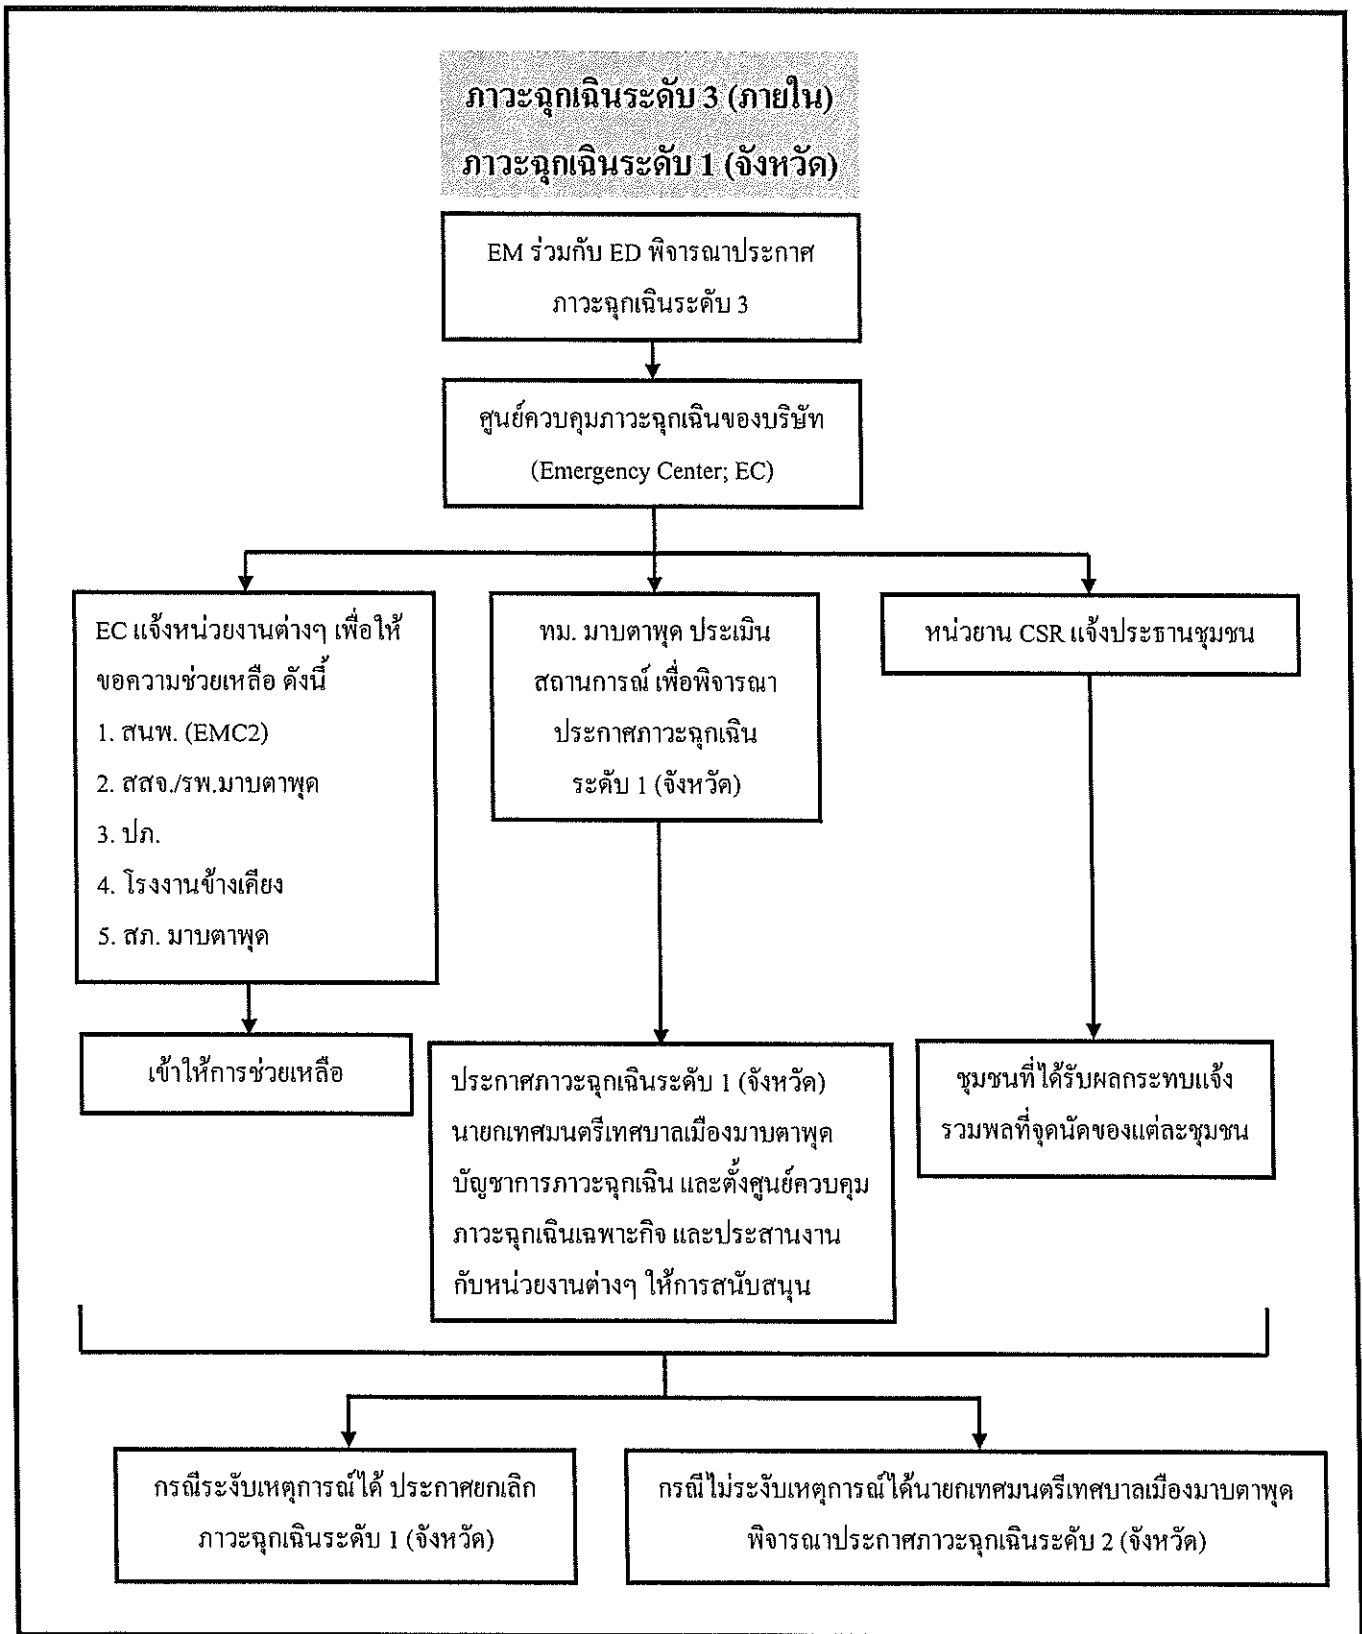 ภาวะฉุกเฉินระดับ 3 (ภายใน)
ภาวะฉุกเฉินระดับ 1 (จังหวัด)
EM ร่วมกับ ED พิจารณาประกาศ
ภาวะฉุกเฉินระดับ 3
ศูนย์ควบคุมภาวะฉุกเฉินของบริษัท
(Emergency Center; EC)
EC แจ้งหน่วยงานต่างๆ เพื่อให้
ขอความช่วยเหลือ ดังนี้
1. สนพ. (EMC2)
2. สสจ./รพ.มาบตาพุด
3. ปภ.
4. โรงงานข้างเคียง
5. สภ. มาบตาพุด
ทม. มาบตาพุด ประเมิน
สถานการณ์ เพื่อพิจารณา
ประกาศภาวะฉุกเฉิน
ระดับ 1 (จังหวัด)
หน่วยาน CSR แจ้งประธานชุมชน
เข้าให้การช่วยเหลือ
ประกาศภาวะฉุกเฉินระดับ 1 (จังหวัด)
นายกเทศมนตรีเทศบาลเมืองมาบตาพุด
บัญชาการภาวะฉุกเฉิน และตั้งศูนย์ควบคุม
ภาวะฉุกเฉินเฉพาะกิจ และประสานงาน
กับหน่วยงานต่างๆ ให้การสนับสนุน
ชุมชนที่ได้รับผลกระทบแจ้ง
รวมพลที่จุดนัดของแต่ละชุมชน
กรณีระงับเหตุการณ์ได้ ประกาศยกเลิก
ภาวะฉุกเฉินระดับ 1 (จังหวัด)
กรณีไม่ระงับเหตุการณ์ได้นายกเทศมนตรีเทศบาลเมืองมาบตาพุด
พิจารณาประกาศภาวะฉุกเฉินระดับ 2 (จังหวัด)